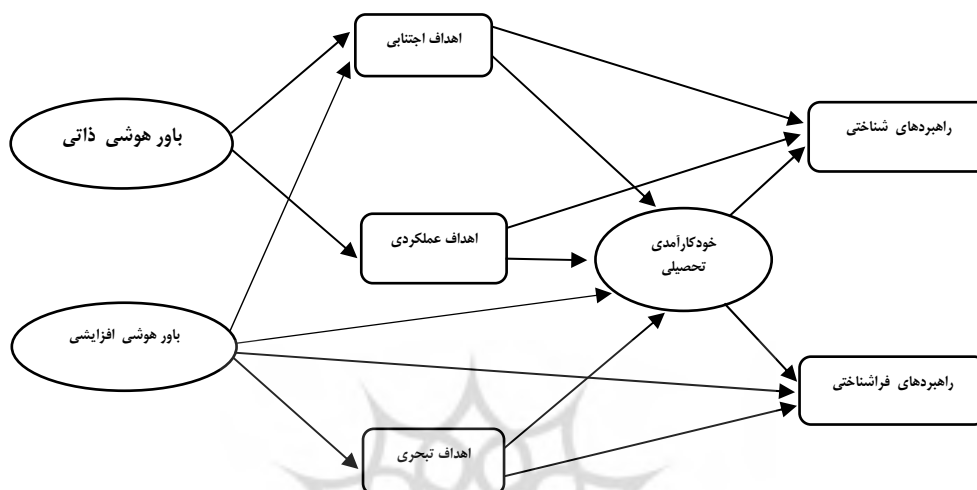 اهداف اجتنابی
باور هوشی ذاتی
راهبردهای شناختی
اهداف عملکردی
خودکارآمدی
تحصیلی
باور هوشی افزایشی
راهبردهای فراشناختی
اهداف تبحری